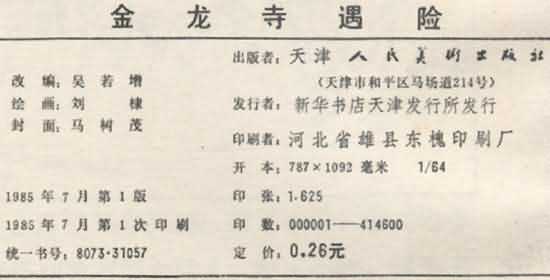 金龙寺遇险
出版者：天津人民美術出版社
（天津市和平区马场道214号）
改编：吴若增
绘画：刘棣
封面：马树茂
发行者：新华书店天津发行所发行
印刷者：河北省雄县东槐印刷厂
开本：787×1092 毫米 1/64
1985年7月第1版
印张：1.625
1985年7月第1次印刷
印数：000001——414600
统一书号：8073·31057
定价：0.26元